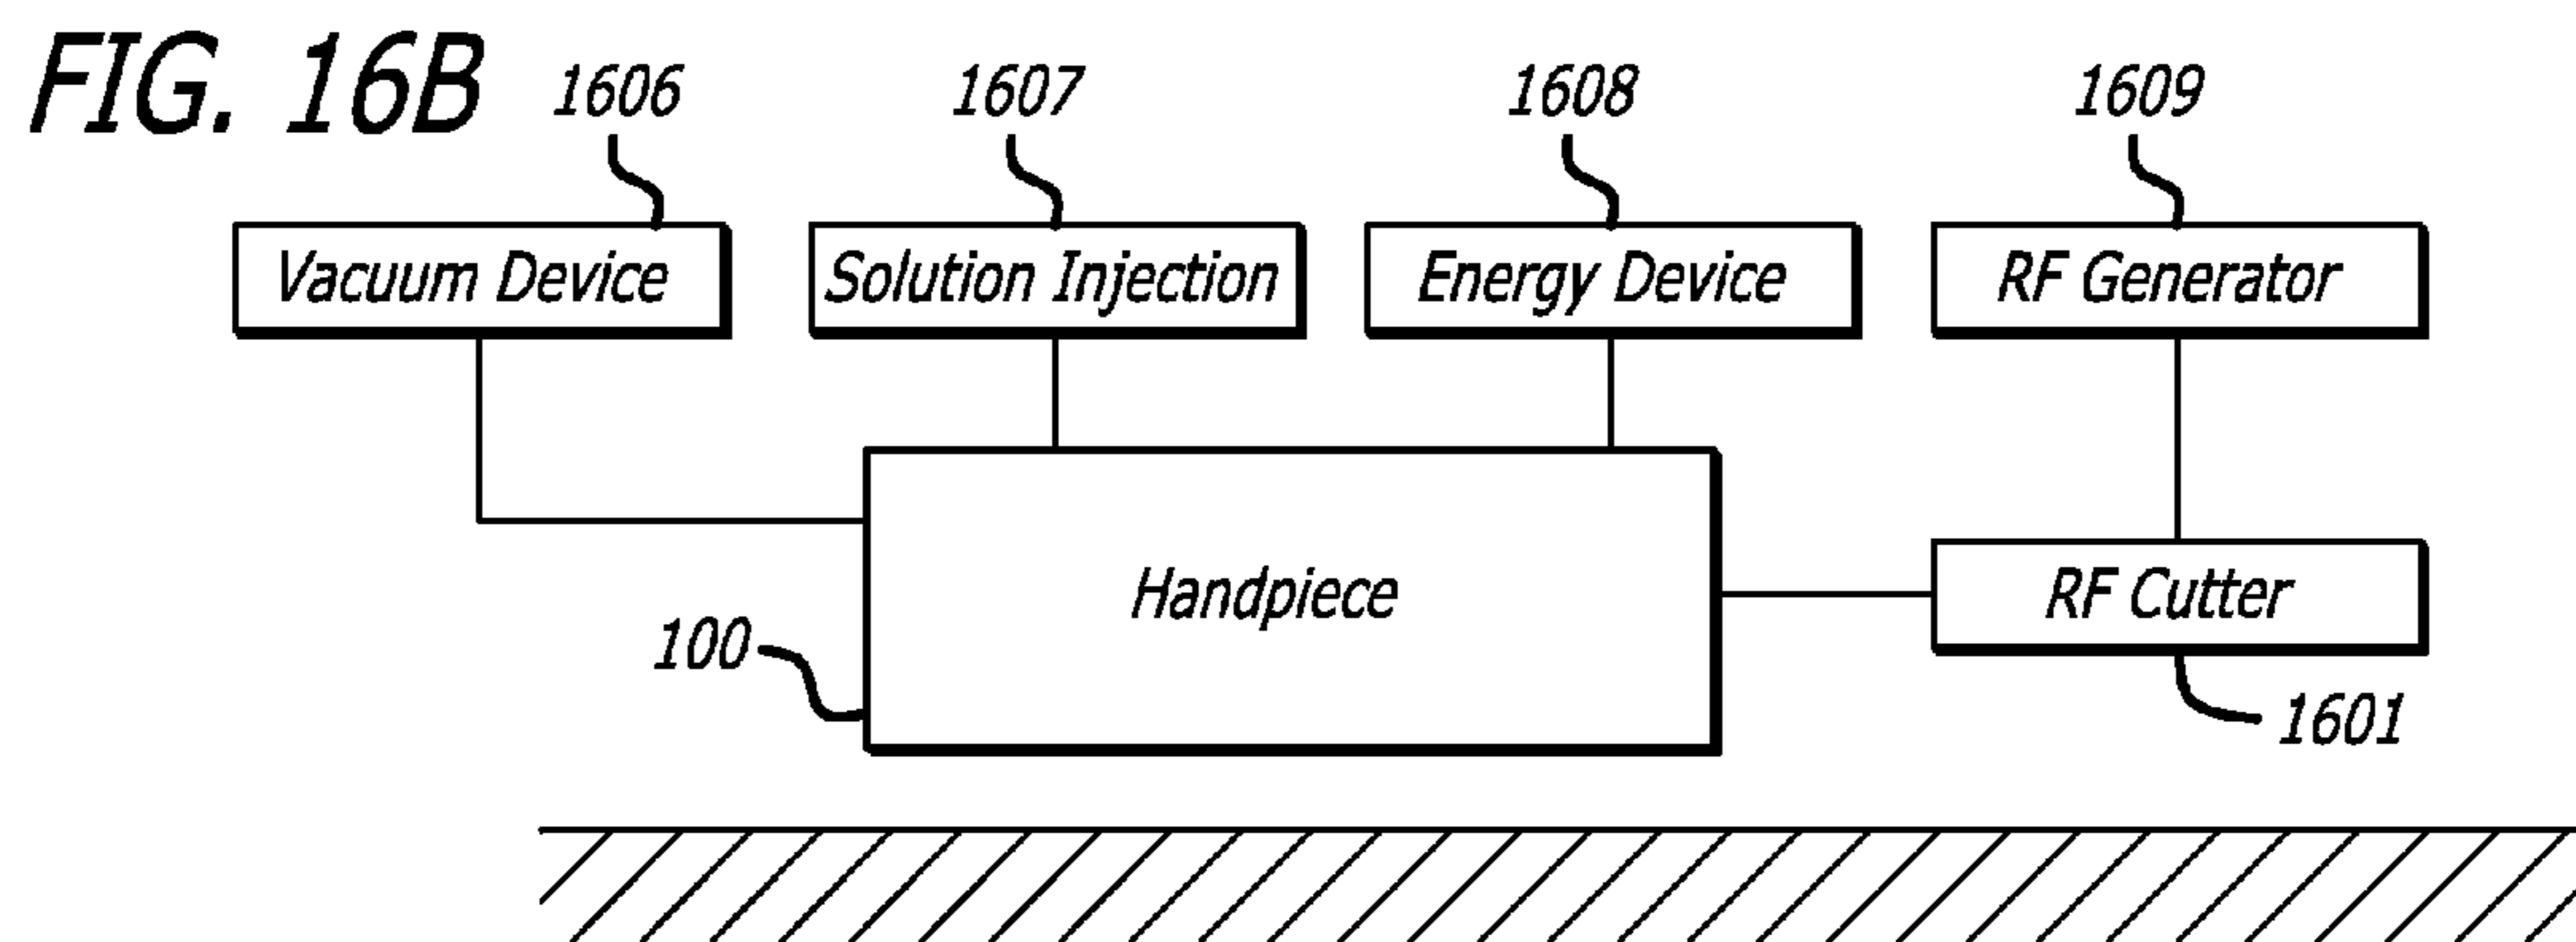 FIG. 16B
1606
1607
1608
1609
Vacuum Device
Solution Injection
Energy Device
RF Generator
Handpiece
RF Cutter
100
1601